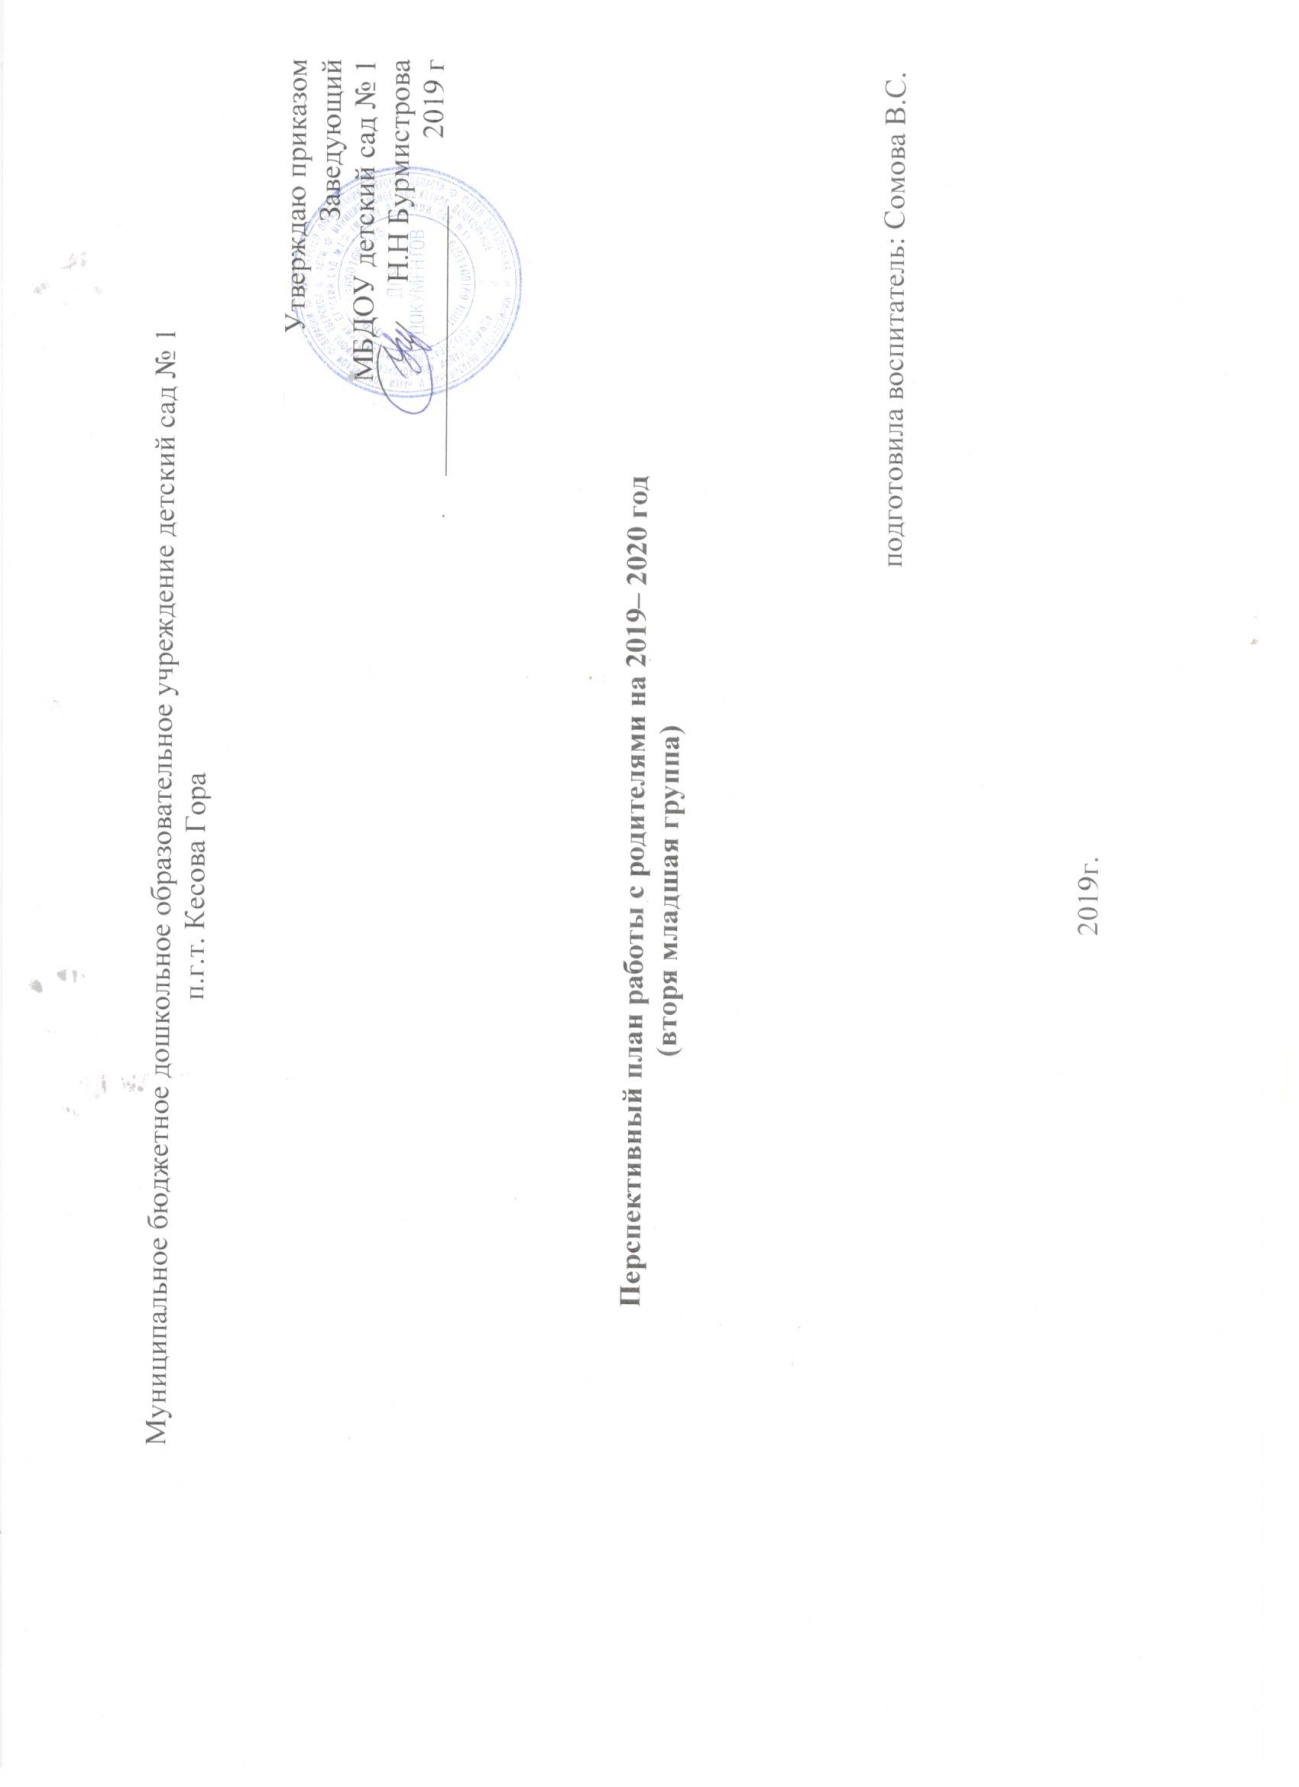 Муниципальное бюджетное дошкольное образовательное учреждение детский сад № 1
п.г.т. Кесова Гора
Утверждаю приказом
Заведующий
МБДОУ детский сад № 1
Н.Н Бурмистрова
2019 г
ДОКУМЕНТОВ
Перспективный план работы с родителями на 2019– 2020 год
(вторя младшая группа)
подготовила воспитатель: Сомова В.С.
2019г.